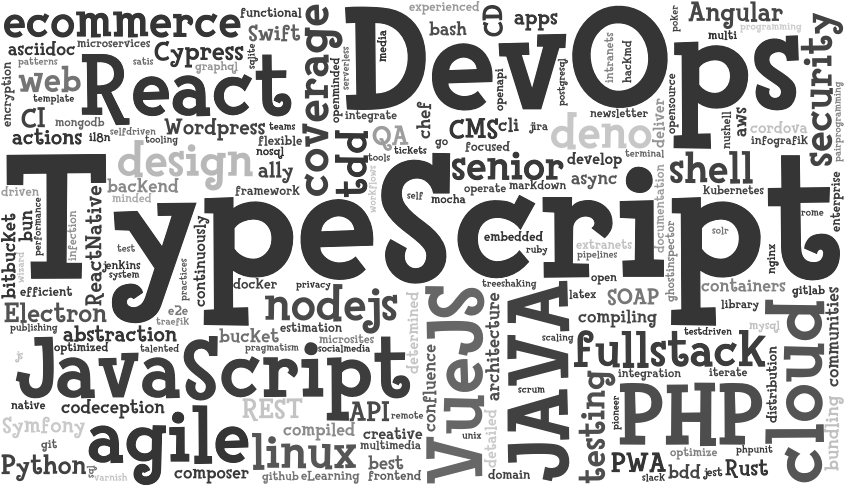 ecommerce
functional
Swift
sqlite
experienced
bash
CD
apps
Angular
programming
multi
poker
asciidoc
microservices
Cypress
patterns
satis
graphql
encryption
web
template
React
coverage
openminded
serverless
media
DevOps
openapi
postgresql
intranets
hackmd
security
CI
mongodb
actions
i18n
selfdriven
tooling
Wordpress
teams
flexible
nosql
integrate
QA
chef
CMS
cli
jira
go
focused
newsletter
deno
deliver
opensource
nushell
aws
cordova
infografik
pairprogramming
design
ally
tdd
tools
tickets
workflows
senior
develop
terminal
shell
driven
backend
minded
framework
self
mocha
operate
markdown
async
Kubernetes
documentation
enterprise
TypeScript
bitbucket
bun
wizard
performance
infection
ReactNative
test
jenkins
system
practices
continuously
embedded
ruby
extranets
pipelines
ghostinspector
solr
rome
nginx
efficient
docker
privacy
treeshaking
open
containers
gitlab
Electron
publishing
e2e
traefik
nodejs
determined
VueJS
architecture
JAVA
latex
SOAP
library
communities
abstraction
bucket
estimation
microsites
compiling
testdriven
mysql
cloud
js
optimized
talented
pragmatism
socialmedia
scaling
fullstack
JavaScript
confluence
scrum
integration
iterate
distribution
native
codeception
REST
API
remote
testing
pioneer
PHP
bundling
Symfony
agile
compiled
creative
unix
detailed
git
linux
multimedia
optimize
phpunit
Python
varnish
composer
github
eLearning
best
frontend
domain
PWA
slack
bdd
jest
Rust